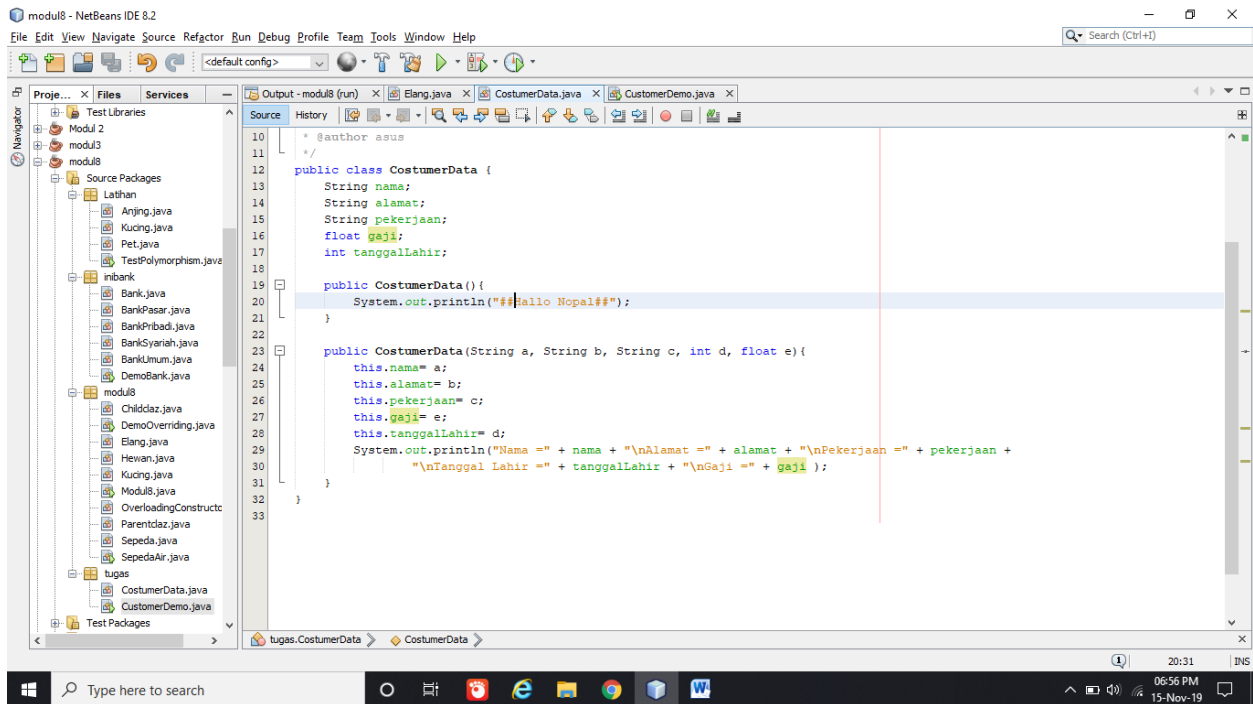 modul8 - NetBeans IDE 8.2
File Edit View Navigate Source Refactor Run Debug Profile Team Tools Window Help
Search (Ctrl+I)
<default config>
Proje... Files Services
Output - modul8 (run) Elang.java CostumerData.java CustomerDemo.java
Navigator
Source History
Test Libraries
Modul 2
modul3
modul8
Source Packages
Latihan
Anjing.java
Kucing.java
Pet.java
TestPolymorphism.java
inibank
Bank.java
BankPasar.java
BankPribadi.java
BankSyariah.java
BankUmum.java
DemoBank.java
modul8
Childclaz.java
DemoOverriding.java
Elang.java
Hewan.java
Kucing.java
Modul8.java
OverloadingConstructo
Parentclaz.java
Sepeda.java
SepedaAir.java
tugas
CostumerData.java
CustomerDemo.java
Test Packages
10 * @author asus
11 */
12 public class CostumerData {
13 String nama;
14 String alamat;
15 String pekerjaan;
16 float gaji;
17 int tanggalLahir;
18
19 public CostumerData(){
20 System.out.println("##Hallo Nopal##");
21 }
22
23 public CostumerData(String a, String b, String c, int d, float e){
24 this.nama= a;
25 this.alamat= b;
26 this.pekerjaan= c;
27 this.gaji= e;
28 this.tanggalLahir= d;
29 System.out.println("Nama =" + nama + "\nAlamat =" + alamat + "\nPekerjaan =" + pekerjaan +
30 "\nTanggal Lahir =" + tanggalLahir + "\nGaji =" + gaji );
31 }
32 }
33
tugas.CostumerData CostumerData
1 20:31 INS
Type here to search
06:56 PM
15-Nov-19